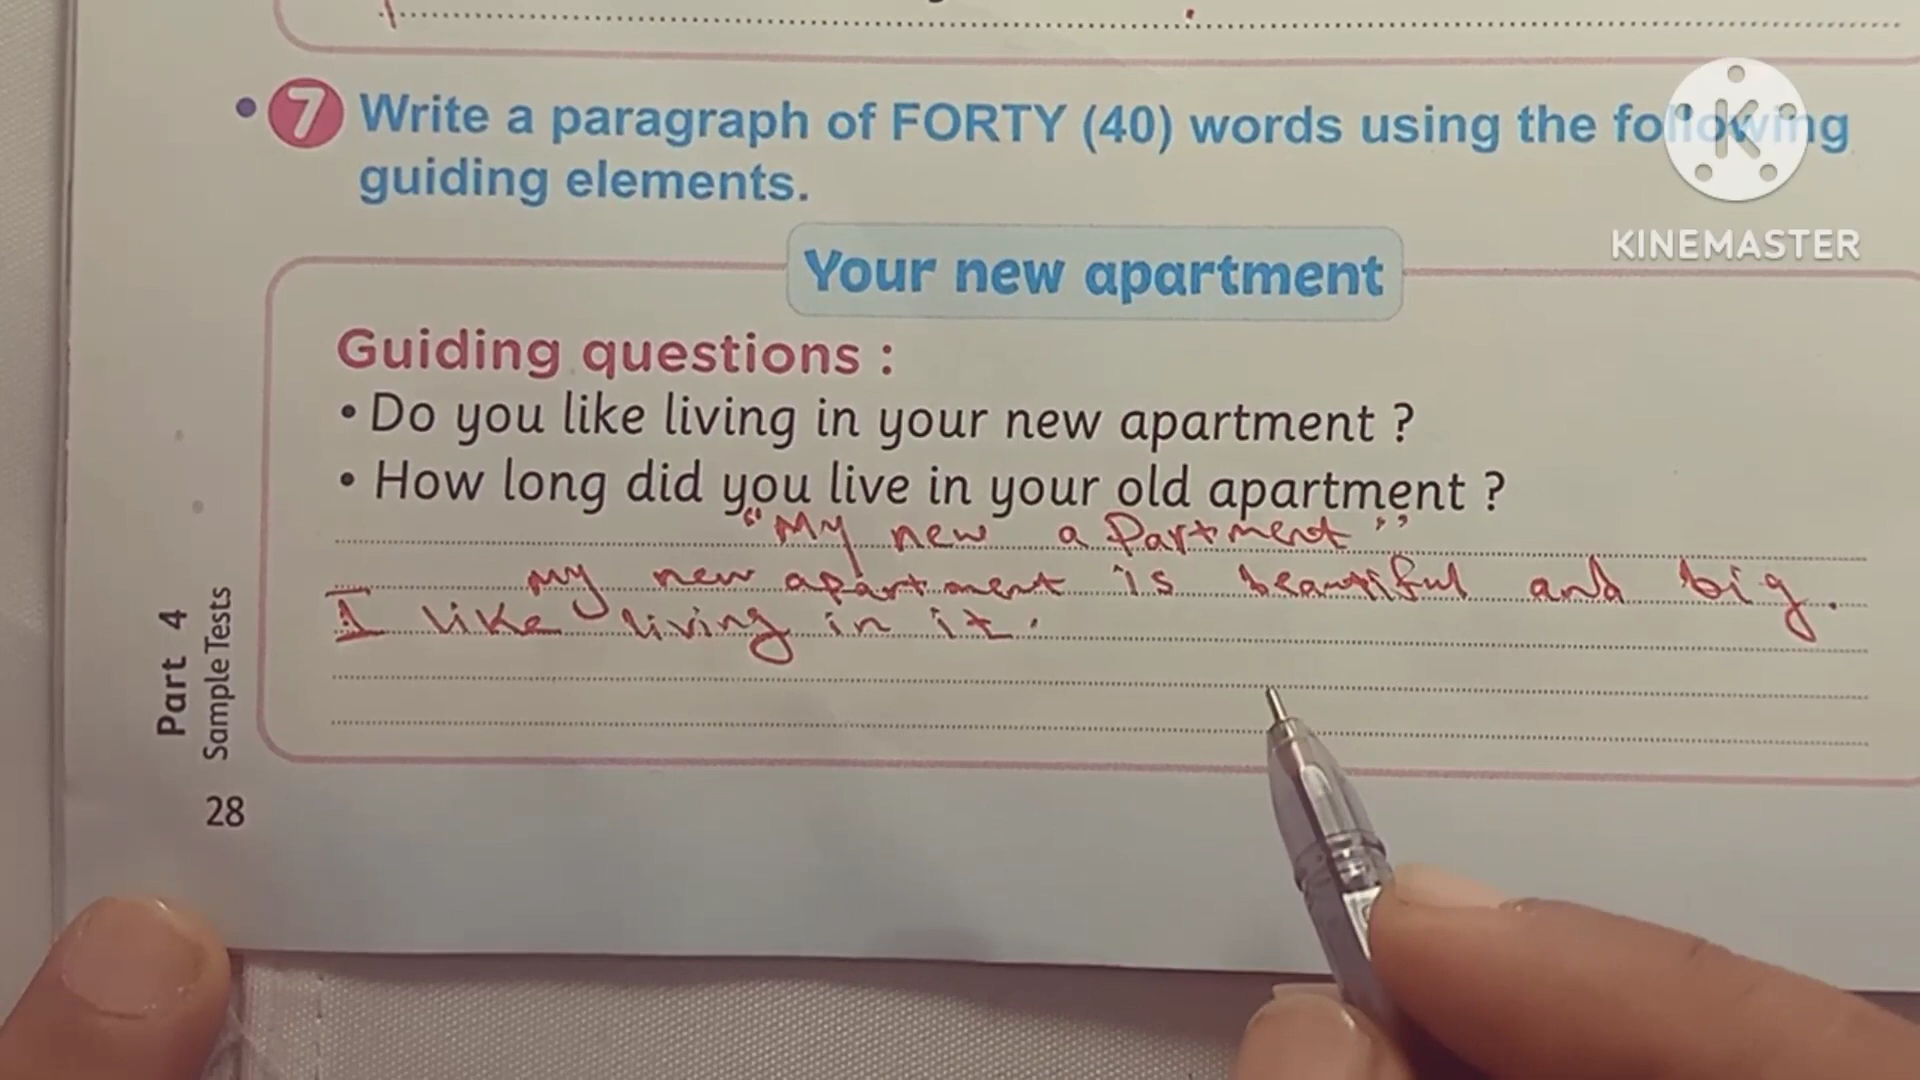 7 Write a paragraph of FORTY (40) words using the following
guiding elements.
KINEMASTER
Your new apartment
Guiding questions :
• Do you like living in your new apartment ?
• How long did you live in your old apartment ?
"My new apartment"
My new apartment is beautiful and big.
I like living in it.
Part 4
Sample Tests
28